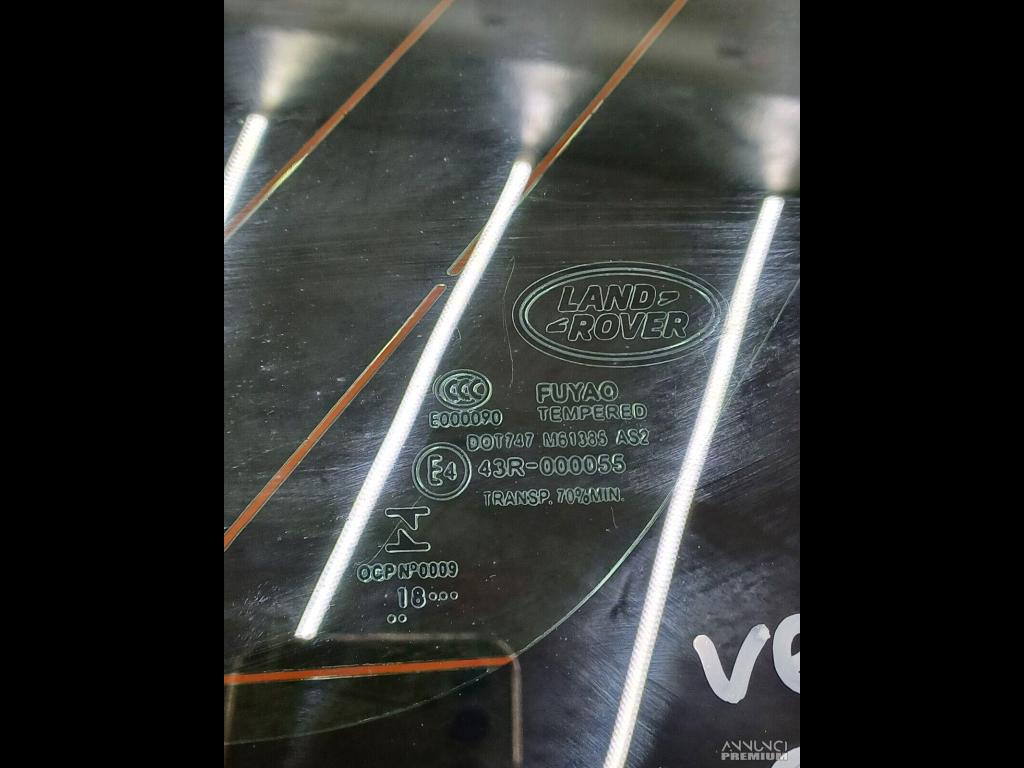 LAND
ROVER
CCC
E000090
FUYAO
TEMPERED
DOT747 M61385 AS2
E4
43R-000055
TRANSP. 70%MIN.
OCP Nº0009
18•••
••
ANNUNCI
PREMIUM